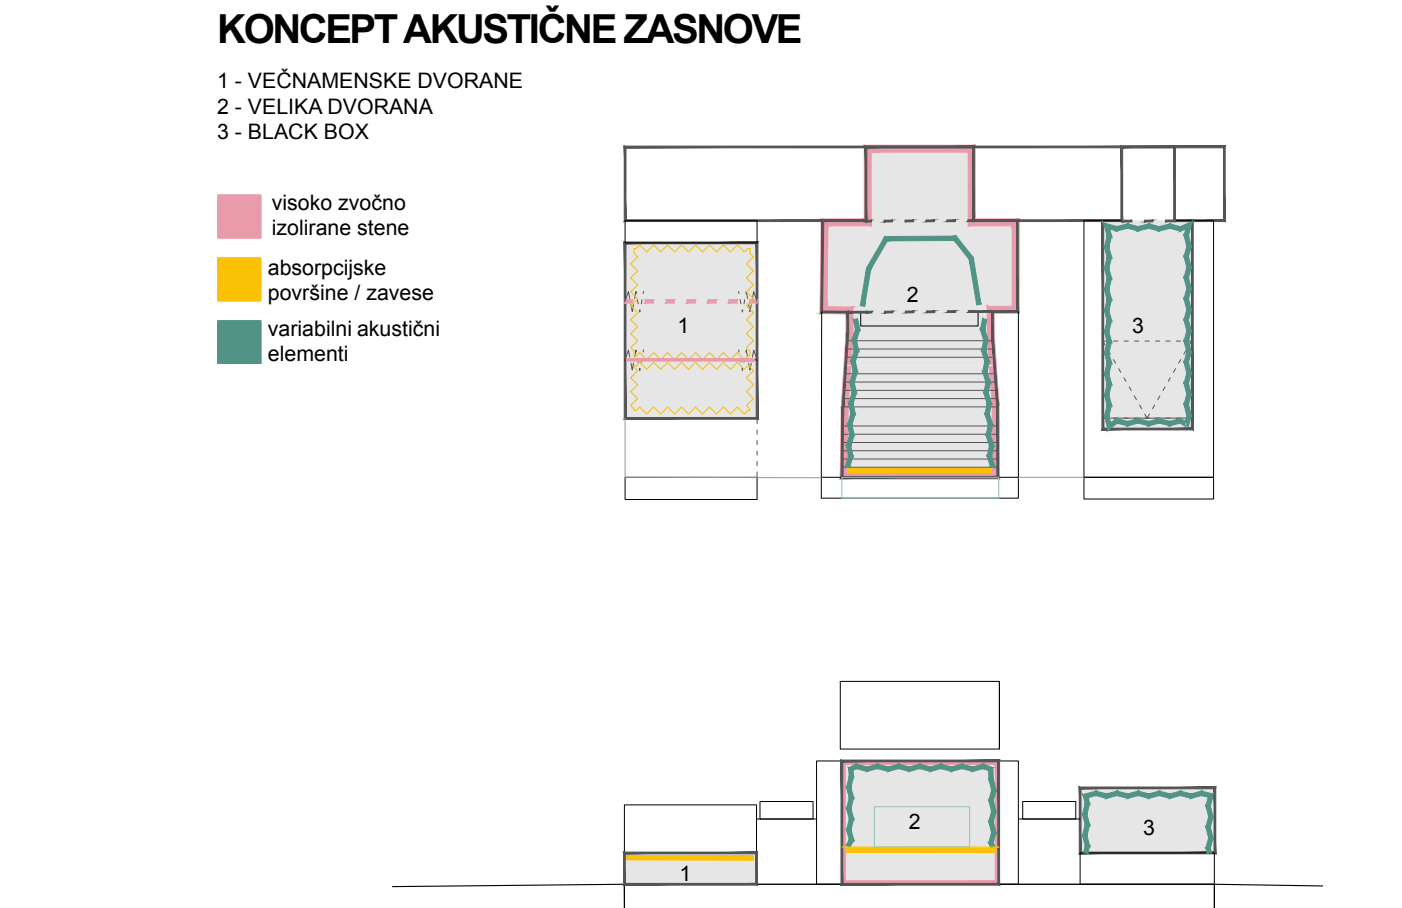 KONCEPT AKUSTIČNE ZASNOVE
1 - VEČNAMENSKE DVORANE
2 - VELIKA DVORANA
3 - BLACK BOX
visoko zvočno
izolirane stene
absorpcijske
površine / zavese
variabilni akustični
elementi
2
1
3
2
3
1